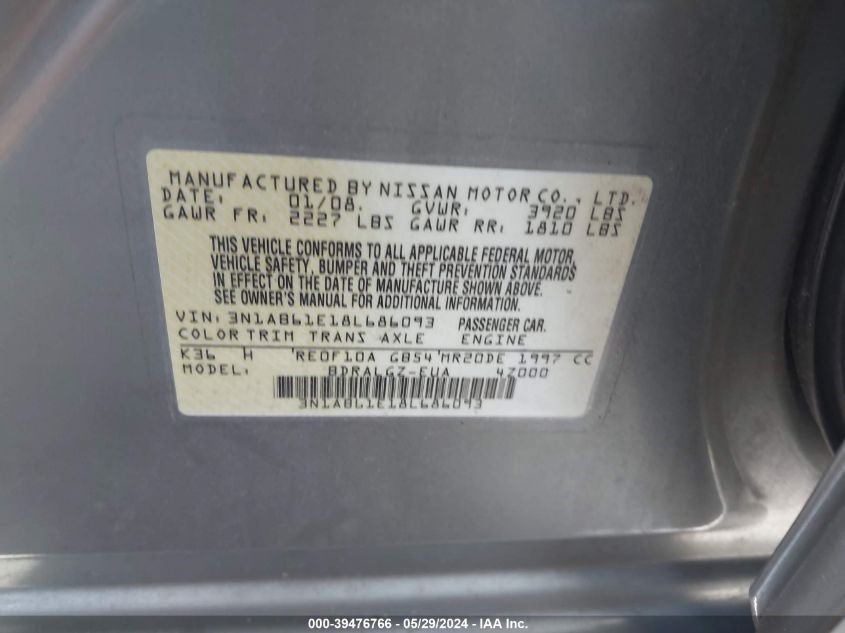 MANUFACTURED BY NISSAN MOTOR CO., LTD.
DATE: 01/08. GVWR: 3920 LBS
GAWR FR: 2227 LBS GAWR RR: 1810 LBS
THIS VEHICLE CONFORMS TO ALL APPLICABLE FEDERAL MOTOR
VEHICLE SAFETY, BUMPER AND THEFT PREVENTION STANDARDS
IN EFFECT ON THE DATE OF MANUFACTURE SHOWN ABOVE.
SEE OWNER'S MANUAL FOR ADDITIONAL INFORMATION.
VIN: 3N1AB61E18L686093 PASSENGER CAR.
COLOR TRIM TRANS AXLE ENGINE
K36 H RE0F10A GB54 MR20DE 1997 CC
MODEL: BDRALGZ-EUA 4Z000
3N1AB61E18L686093
000-39476766 - 05/29/2024 - IAA Inc.